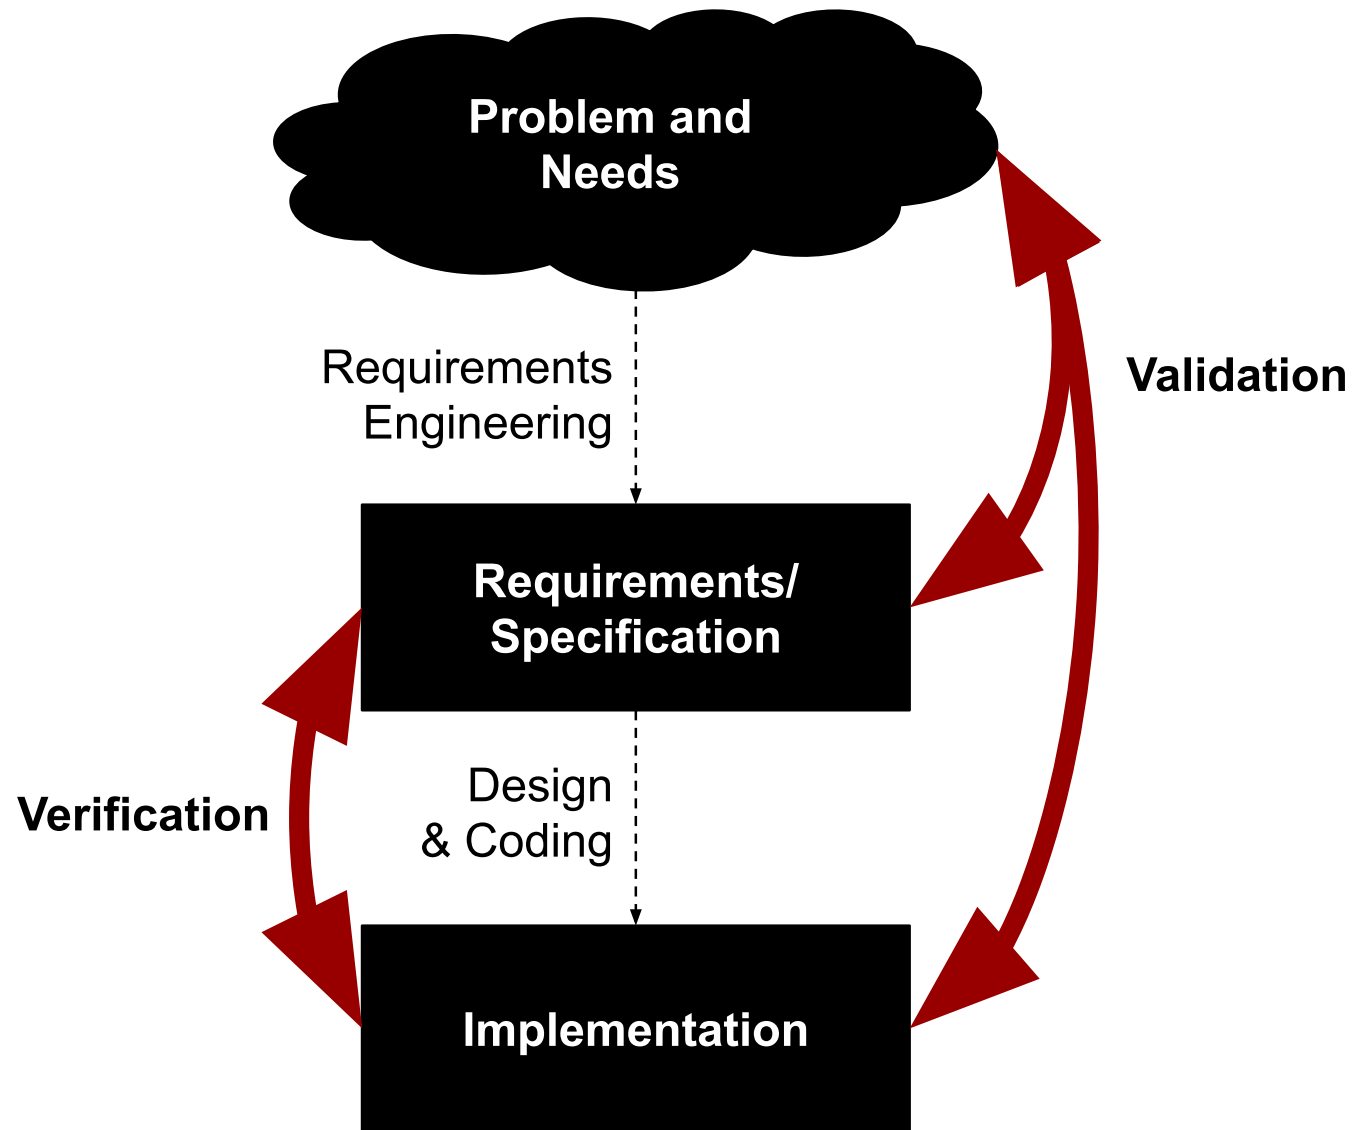 Problem and
Needs
Requirements
Engineering
Validation
Requirements/
Specification
Verification
Design
& Coding
Implementation